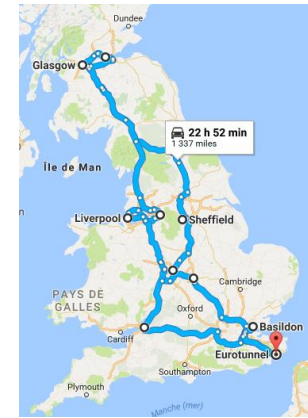 Dundee
Glasgow
22 h 52 min
1 337 miles
Île de Man
Liverpool
Sheffield
PAYS DE
GALLES
Cambridge
Oxford
Cardiff
Basildon
Eurotunnel
Southampton
Plymouth
Manche (mer)